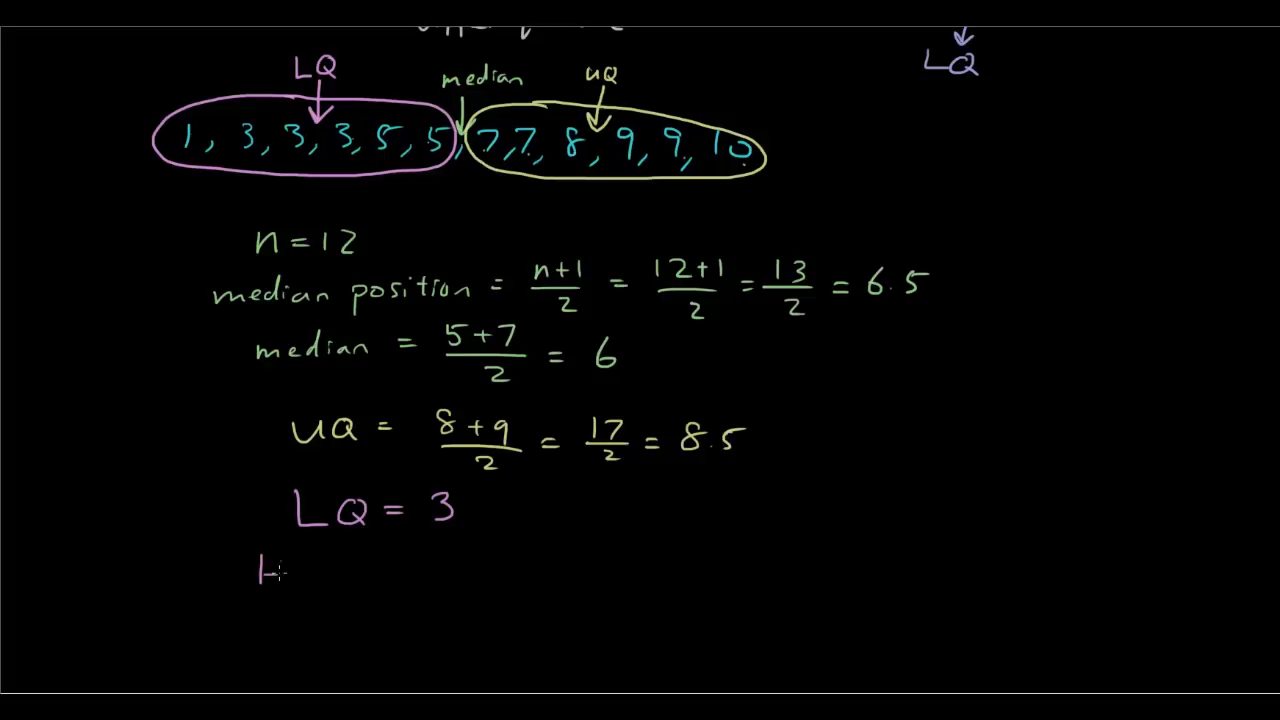 LQ
LQ median UQ
1, 3, 3, 3, 5, 5, 7, 7, 8, 9, 9, 10
n = 12
median position = n+1/2 = 12+1/2 = 13/2 = 6.5
median = 5+7/2 = 6
UQ = 8+9/2 = 17/2 = 8.5
LQ = 3